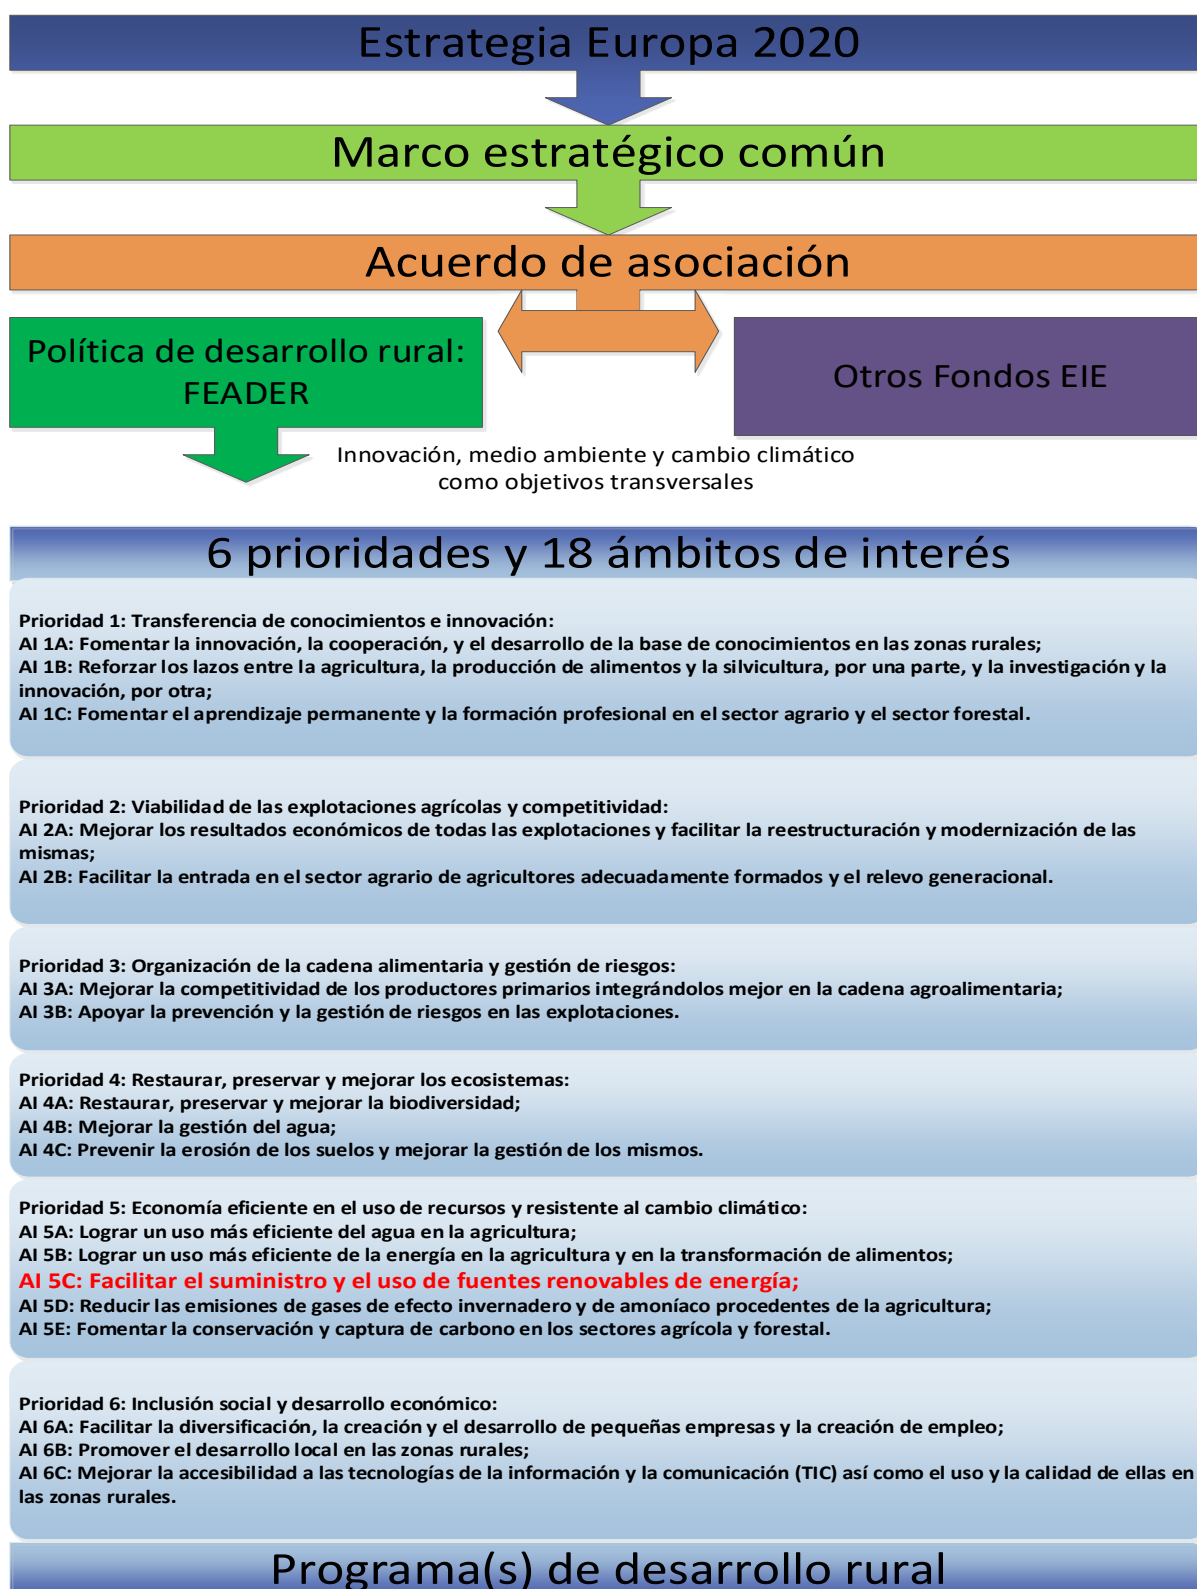 Estrategia Europa 2020
Marco estratégico común
Acuerdo de asociación
Política de desarrollo rural:
FEADER
Otros Fondos EIE
Innovación, medio ambiente y cambio climático
como objetivos transversales
6 prioridades y 18 ámbitos de interés
Prioridad 1: Transferencia de conocimientos e innovación:
AI 1A: Fomentar la innovación, la cooperación, y el desarrollo de la base de conocimientos en las zonas rurales;
AI 1B: Reforzar los lazos entre la agricultura, la producción de alimentos y la silvicultura, por una parte, y la investigación y la
innovación, por otra;
AI 1C: Fomentar el aprendizaje permanente y la formación profesional en el sector agrario y el sector forestal.
Prioridad 2: Viabilidad de las explotaciones agrícolas y competitividad:
AI 2A: Mejorar los resultados económicos de todas las explotaciones y facilitar la reestructuración y modernización de las
mismas;
AI 2B: Facilitar la entrada en el sector agrario de agricultores adecuadamente formados y el relevo generacional.
Prioridad 3: Organización de la cadena alimentaria y gestión de riesgos:
AI 3A: Mejorar la competitividad de los productores primarios integrándolos mejor en la cadena agroalimentaria;
AI 3B: Apoyar la prevención y la gestión de riesgos en las explotaciones.
Prioridad 4: Restaurar, preservar y mejorar los ecosistemas:
AI 4A: Restaurar, preservar y mejorar la biodiversidad;
AI 4B: Mejorar la gestión del agua;
AI 4C: Prevenir la erosión de los suelos y mejorar la gestión de los mismos.
Prioridad 5: Economía eficiente en el uso de recursos y resistente al cambio climático:
AI 5A: Lograr un uso más eficiente del agua en la agricultura;
AI 5B: Lograr un uso más eficiente de la energía en la agricultura y en la transformación de alimentos;
AI 5C: Facilitar el suministro y el uso de fuentes renovables de energía;
AI 5D: Reducir las emisiones de gases de efecto invernadero y de amoníaco procedentes de la agricultura;
AI 5E: Fomentar la conservación y captura de carbono en los sectores agrícola y forestal.
Prioridad 6: Inclusión social y desarrollo económico:
AI 6A: Facilitar la diversificación, la creación y el desarrollo de pequeñas empresas y la creación de empleo;
AI 6B: Promover el desarrollo local en las zonas rurales;
AI 6C: Mejorar la accesibilidad a las tecnologías de la información y la comunicación (TIC) así como el uso y la calidad de ellas en
las zonas rurales.
Programa(s) de desarrollo rural